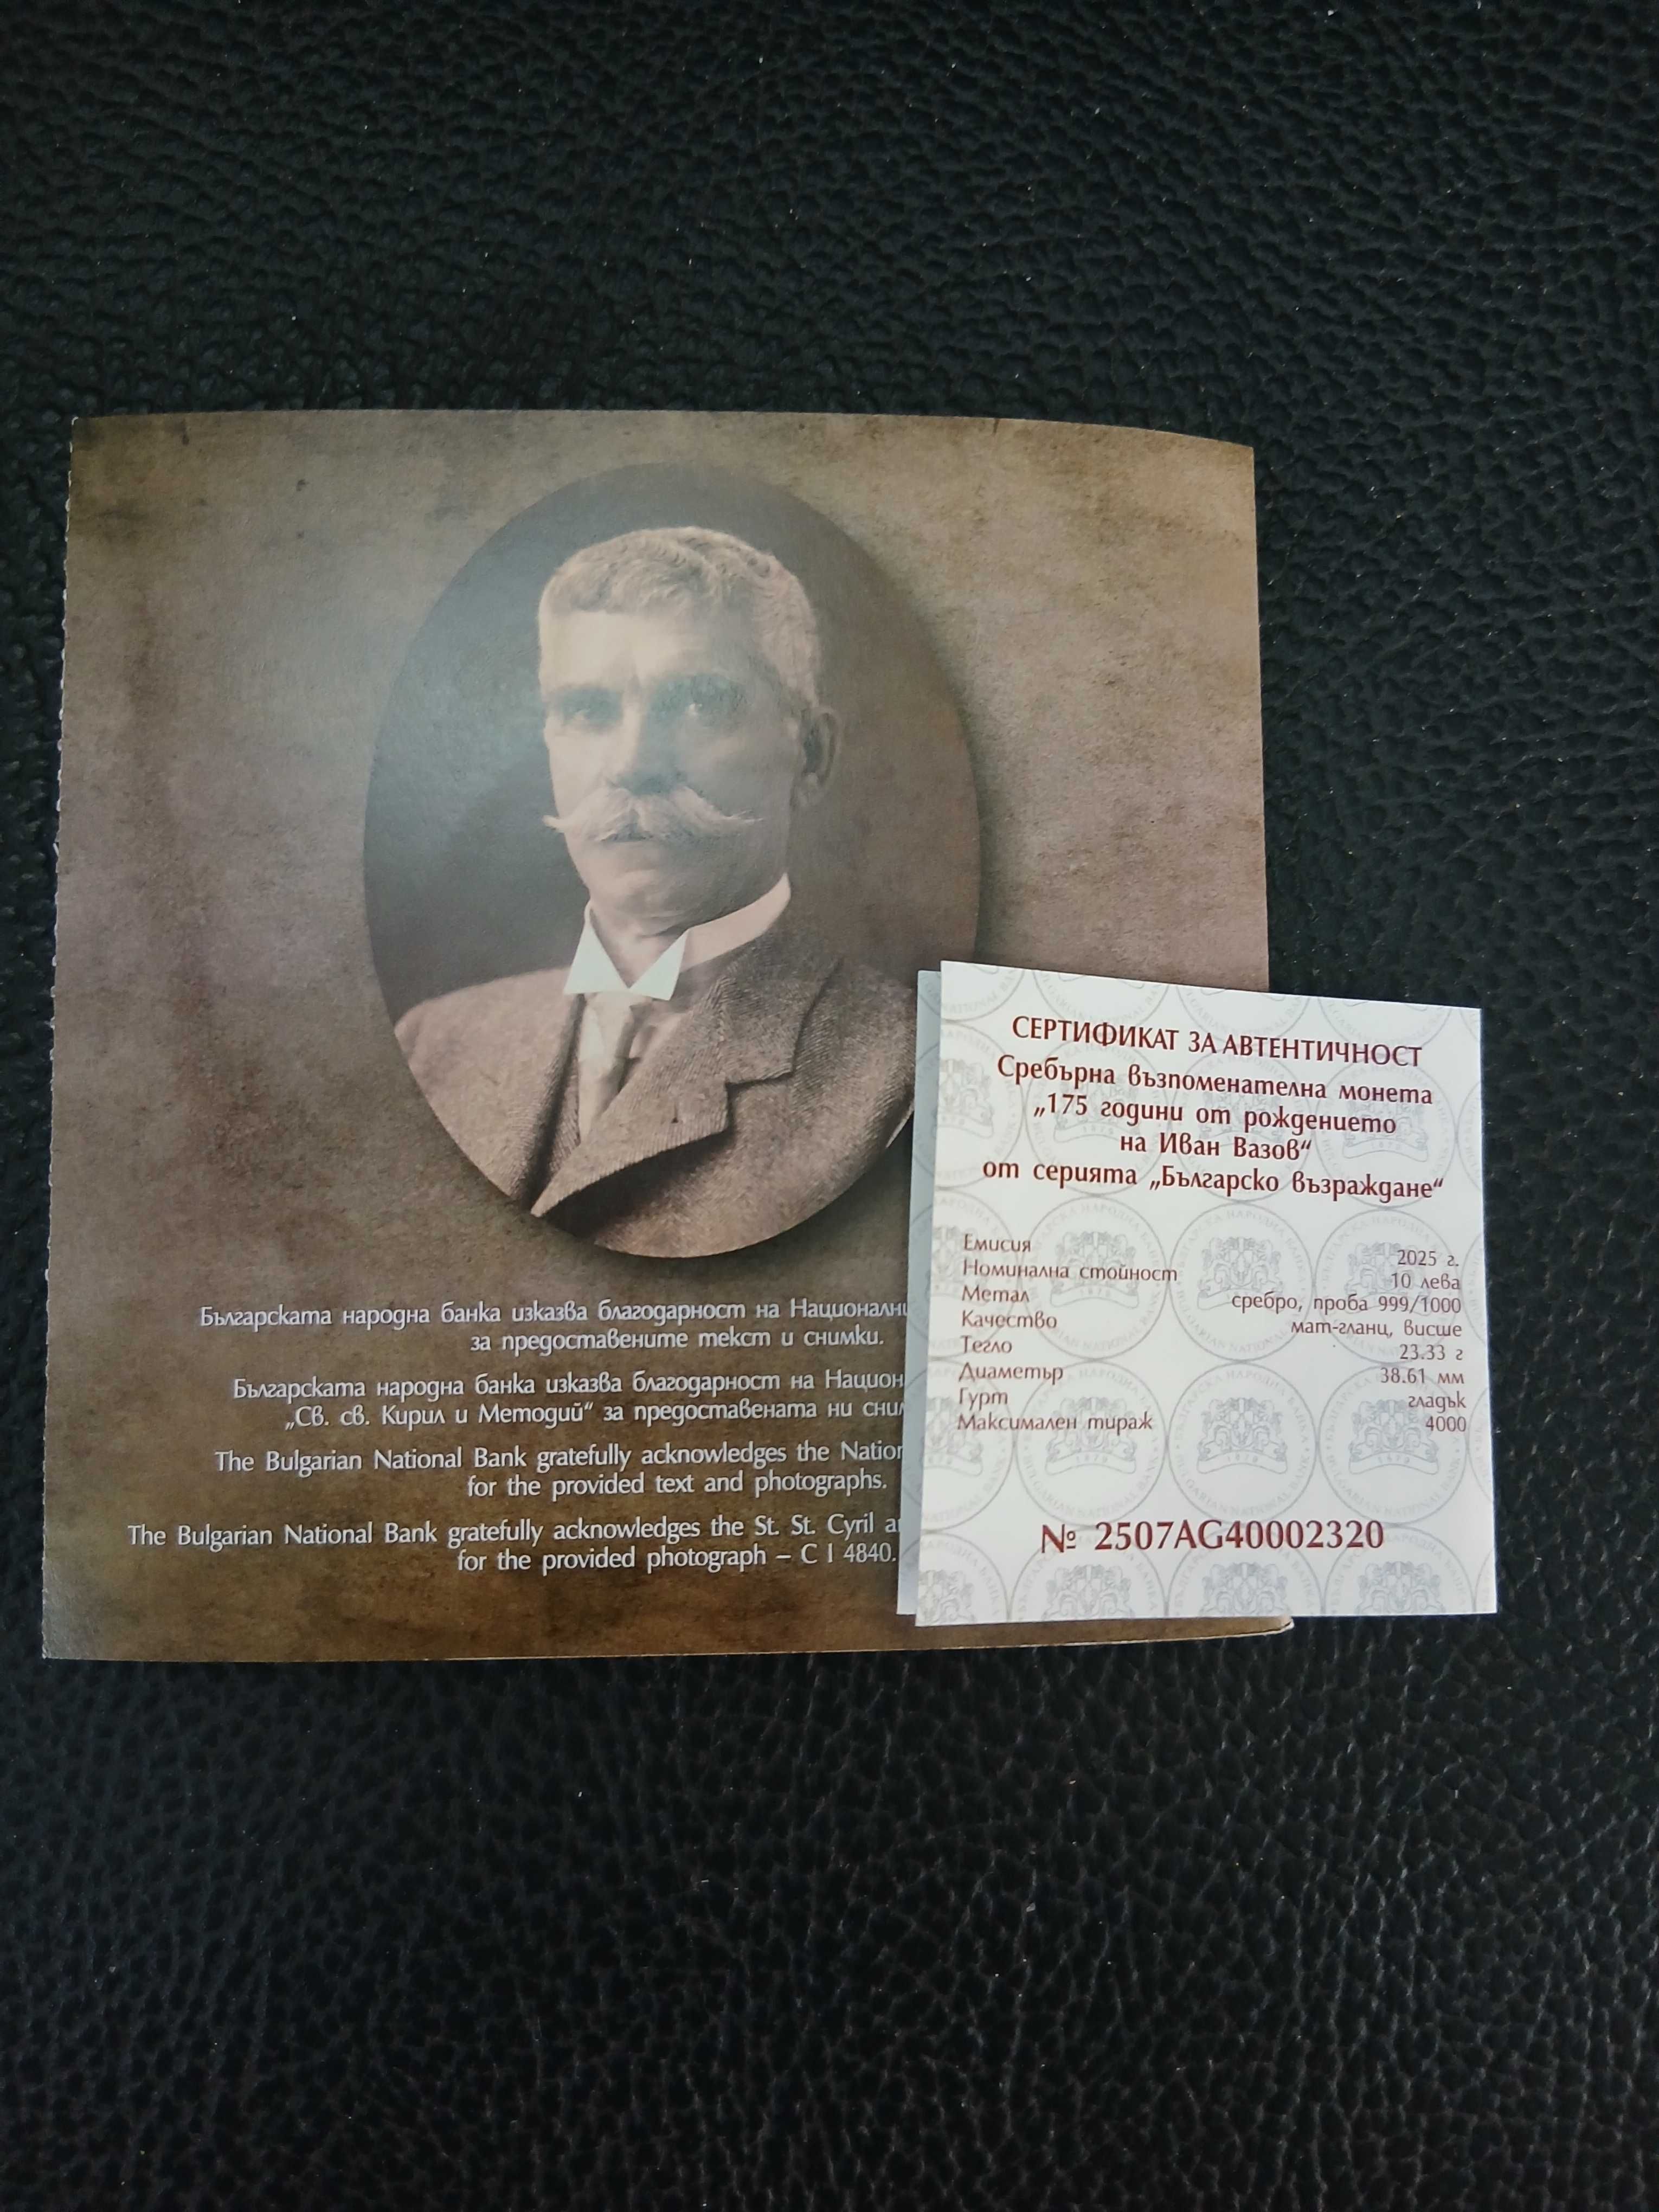 Българската народна банка изказва благодарност на
за предоставените текст и снимки.
Българската народна банка изказва благодарност на
„Св. св. Кирил и Методий“ за предоставената ни
The Bulgarian National Bank gratefully acknowledges the
for the provided text and photographs.
The Bulgarian National Bank gratefully acknowledges the St. St. Cyril
for the provided photograph – C I 4840.
СЕРТИФИКАТ ЗА АВТЕНТИЧНОСТ
Сребърна възпоменателна монета
„175 години от рождението
на Иван Вазов“
от серията „Българско възраждане“
Емисия 2025 г.
Номинална стойност 10 лева
Метал сребро, проба 999/1000
Качество мат-гланц, висше
Тегло 23.33 г
Диаметър 38.61 мм
Гурт гладък
Максимален тираж 4000
№ 2507AG40002320